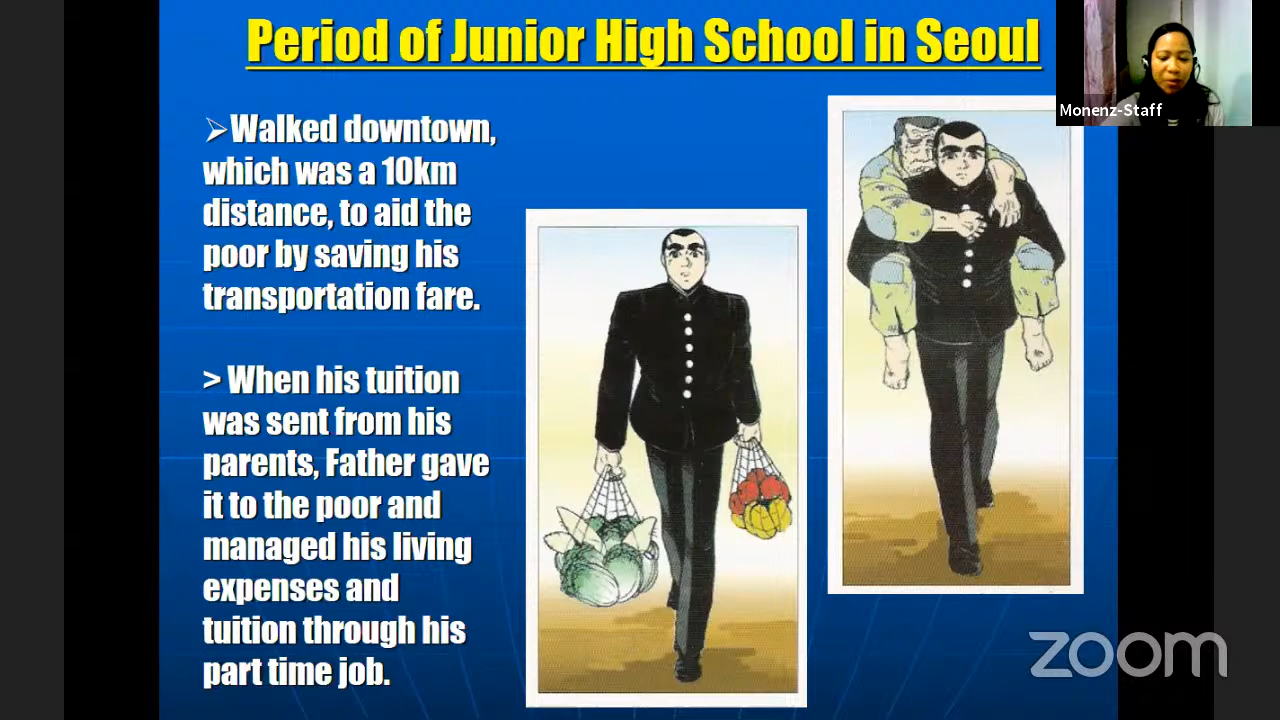 Period of Junior High School in Seoul
Monenz-Staff
➢Walked downtown,
which was a 10km
distance, to aid the
poor by saving his
transportation fare.
> When his tuition
was sent from his
parents, Father gave
it to the poor and
managed his living
expenses and
tuition through his
part time job.
zoom